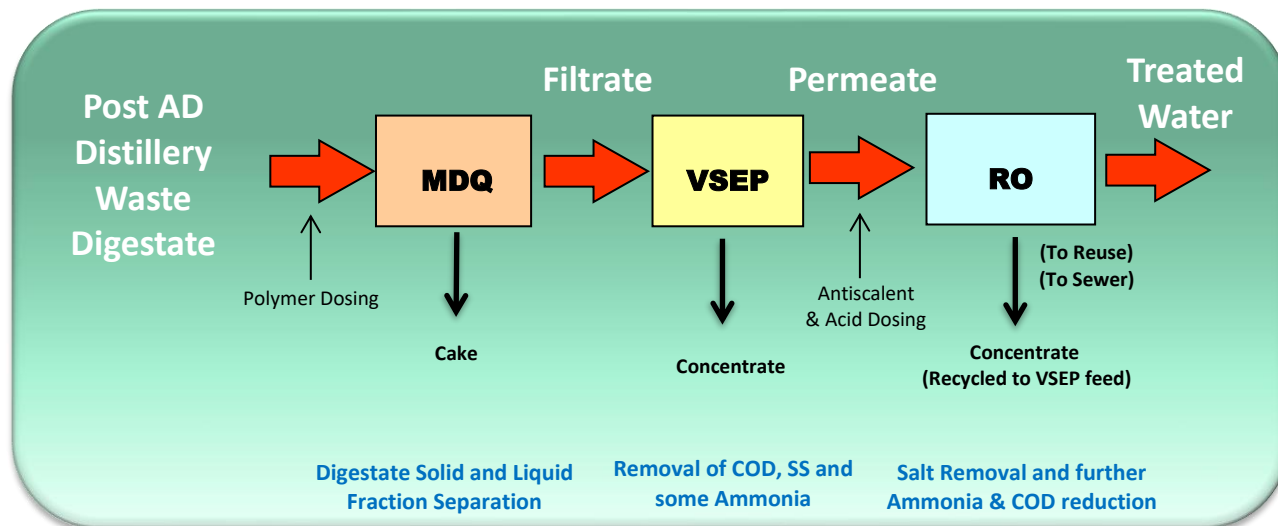 Post AD
Distillery
Waste
Digestate
Polymer Dosing
MDQ
Cake
Digestate Solid and Liquid
Fraction Separation
Filtrate
VSEP
Concentrate
Removal of COD, SS and
some Ammonia
Permeate
Antiscalent
& Acid Dosing
RO
(To Reuse)
(To Sewer)
Concentrate
(Recycled to VSEP feed)
Salt Removal and further
Ammonia & COD reduction
Treated
Water